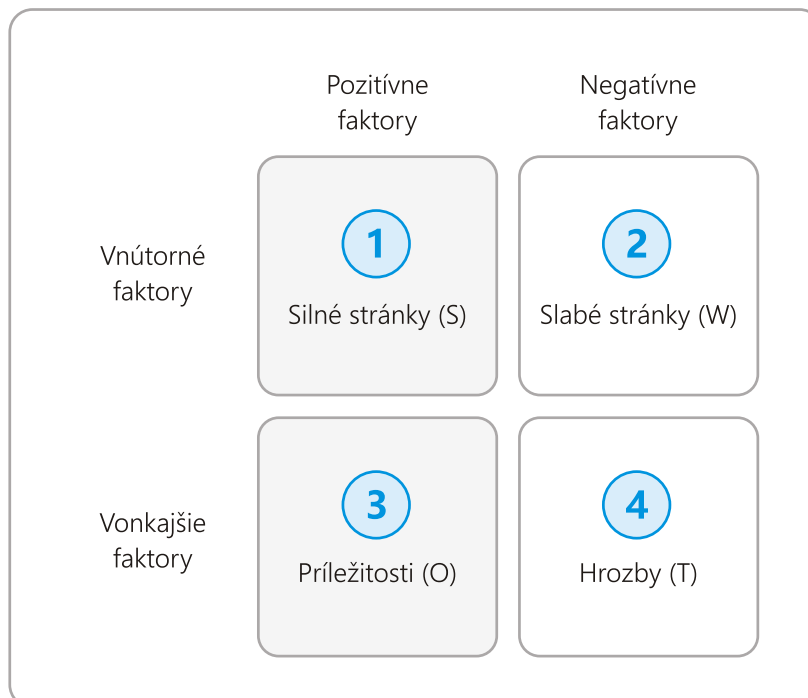 Pozitívne
faktory
Negatívne
faktory
Vnútorné
faktory
1
Silné stránky (S)
2
Slabé stránky (W)
Vonkajšie
faktory
3
Príležitosti (O)
4
Hrozby (T)